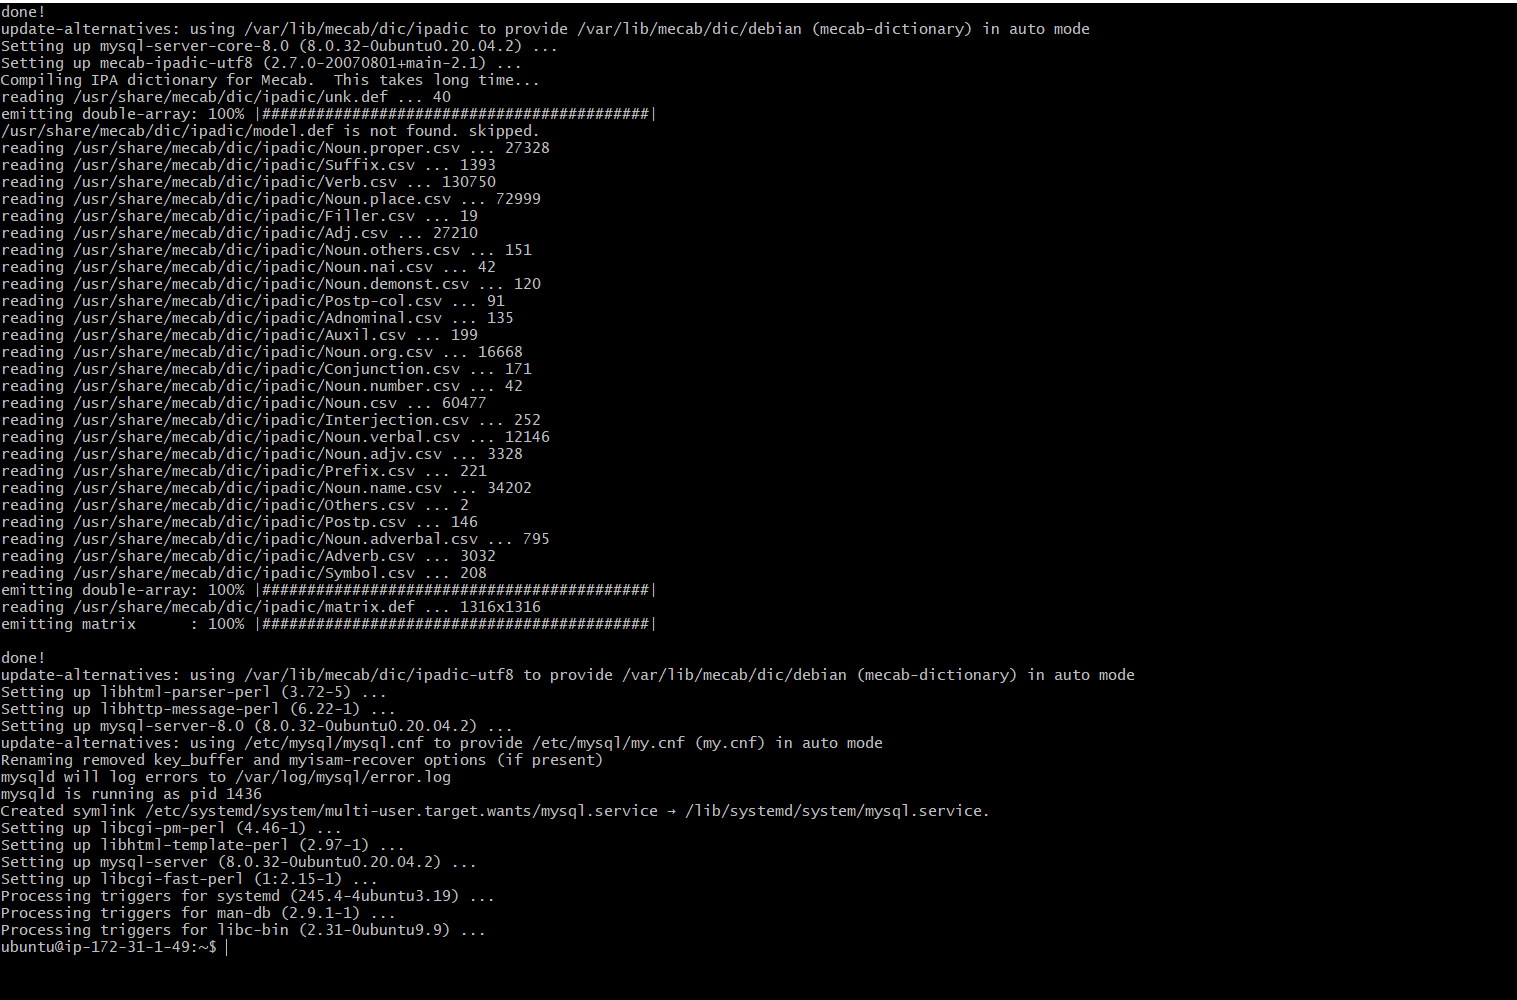 done!
update-alternatives: using /var/lib/mecab/dic/ipadic to provide /var/lib/mecab/dic/debian (mecab-dictionary) in auto mode
Setting up mysql-server-core-8.0 (8.0.32-0ubuntu0.20.04.2) ...
Setting up mecab-ipadic-utf8 (2.7.0-20070801+main-2.1) ...
Compiling IPA dictionary for Mecab.  This takes long time...
reading /usr/share/mecab/dic/ipadic/unk.def ... 40
emitting double-array: 100% |###########################################|
/usr/share/mecab/dic/ipadic/model.def is not found. skipped.
reading /usr/share/mecab/dic/ipadic/Noun.proper.csv ... 27328
reading /usr/share/mecab/dic/ipadic/Suffix.csv ... 1393
reading /usr/share/mecab/dic/ipadic/Verb.csv ... 130750
reading /usr/share/mecab/dic/ipadic/Noun.place.csv ... 72999
reading /usr/share/mecab/dic/ipadic/Filler.csv ... 19
reading /usr/share/mecab/dic/ipadic/Adj.csv ... 27210
reading /usr/share/mecab/dic/ipadic/Noun.others.csv ... 151
reading /usr/share/mecab/dic/ipadic/Noun.nai.csv ... 42
reading /usr/share/mecab/dic/ipadic/Noun.demonst.csv ... 120
reading /usr/share/mecab/dic/ipadic/Postp-col.csv ... 91
reading /usr/share/mecab/dic/ipadic/Adnominal.csv ... 135
reading /usr/share/mecab/dic/ipadic/Auxil.csv ... 199
reading /usr/share/mecab/dic/ipadic/Noun.org.csv ... 16668
reading /usr/share/mecab/dic/ipadic/Conjunction.csv ... 171
reading /usr/share/mecab/dic/ipadic/Noun.number.csv ... 42
reading /usr/share/mecab/dic/ipadic/Noun.csv ... 60477
reading /usr/share/mecab/dic/ipadic/Interjection.csv ... 252
reading /usr/share/mecab/dic/ipadic/Noun.verbal.csv ... 12146
reading /usr/share/mecab/dic/ipadic/Noun.adjv.csv ... 3328
reading /usr/share/mecab/dic/ipadic/Prefix.csv ... 221
reading /usr/share/mecab/dic/ipadic/Noun.name.csv ... 34202
reading /usr/share/mecab/dic/ipadic/Others.csv ... 2
reading /usr/share/mecab/dic/ipadic/Postp.csv ... 146
reading /usr/share/mecab/dic/ipadic/Noun.adverbal.csv ... 795
reading /usr/share/mecab/dic/ipadic/Adverb.csv ... 3032
reading /usr/share/mecab/dic/ipadic/Symbol.csv ... 208
emitting double-array: 100% |###########################################|
reading /usr/share/mecab/dic/ipadic/matrix.def ... 1316x1316
emitting matrix      : 100% |###########################################|

done!
update-alternatives: using /var/lib/mecab/dic/ipadic-utf8 to provide /var/lib/mecab/dic/debian (mecab-dictionary) in auto mode
Setting up libhtml-parser-perl (3.72-5) ...
Setting up libhttp-message-perl (6.22-1) ...
Setting up mysql-server-8.0 (8.0.32-0ubuntu0.20.04.2) ...
update-alternatives: using /etc/mysql/mysql.cnf to provide /etc/mysql/my.cnf (my.cnf) in auto mode
Renaming removed key_buffer and myisam-recover options (if present)
mysqld will log errors to /var/log/mysql/error.log
mysqld is running as pid 1436
Created symlink /etc/systemd/system/multi-user.target.wants/mysql.service → /lib/systemd/system/mysql.service.
Setting up libcgi-pm-perl (4.46-1) ...
Setting up libhtml-template-perl (2.97-1) ...
Setting up mysql-server (8.0.32-0ubuntu0.20.04.2) ...
Setting up libcgi-fast-perl (1:2.15-1) ...
Processing triggers for systemd (245.4-4ubuntu3.19) ...
Processing triggers for man-db (2.9.1-1) ...
Processing triggers for libc-bin (2.31-0ubuntu9.9) ...
ubuntu@ip-172-31-1-49:~$